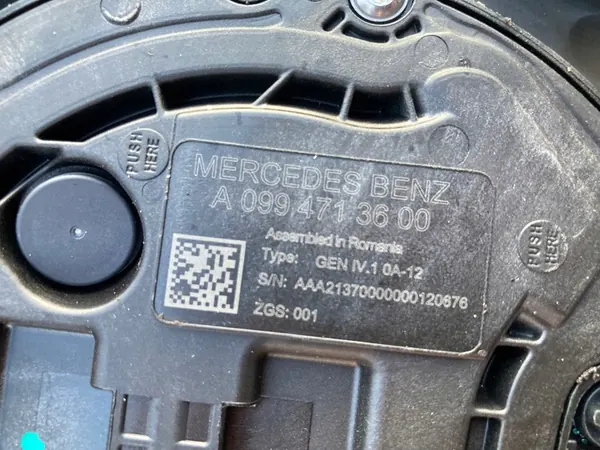 PUSH
HERE
MERCEDES BENZ
A 099 471 36 00
Assembled in Romania
Type: GEN IV.1 0A-12
S/N: AAA21370000000120676
ZGS: 001
PUSH
HERE